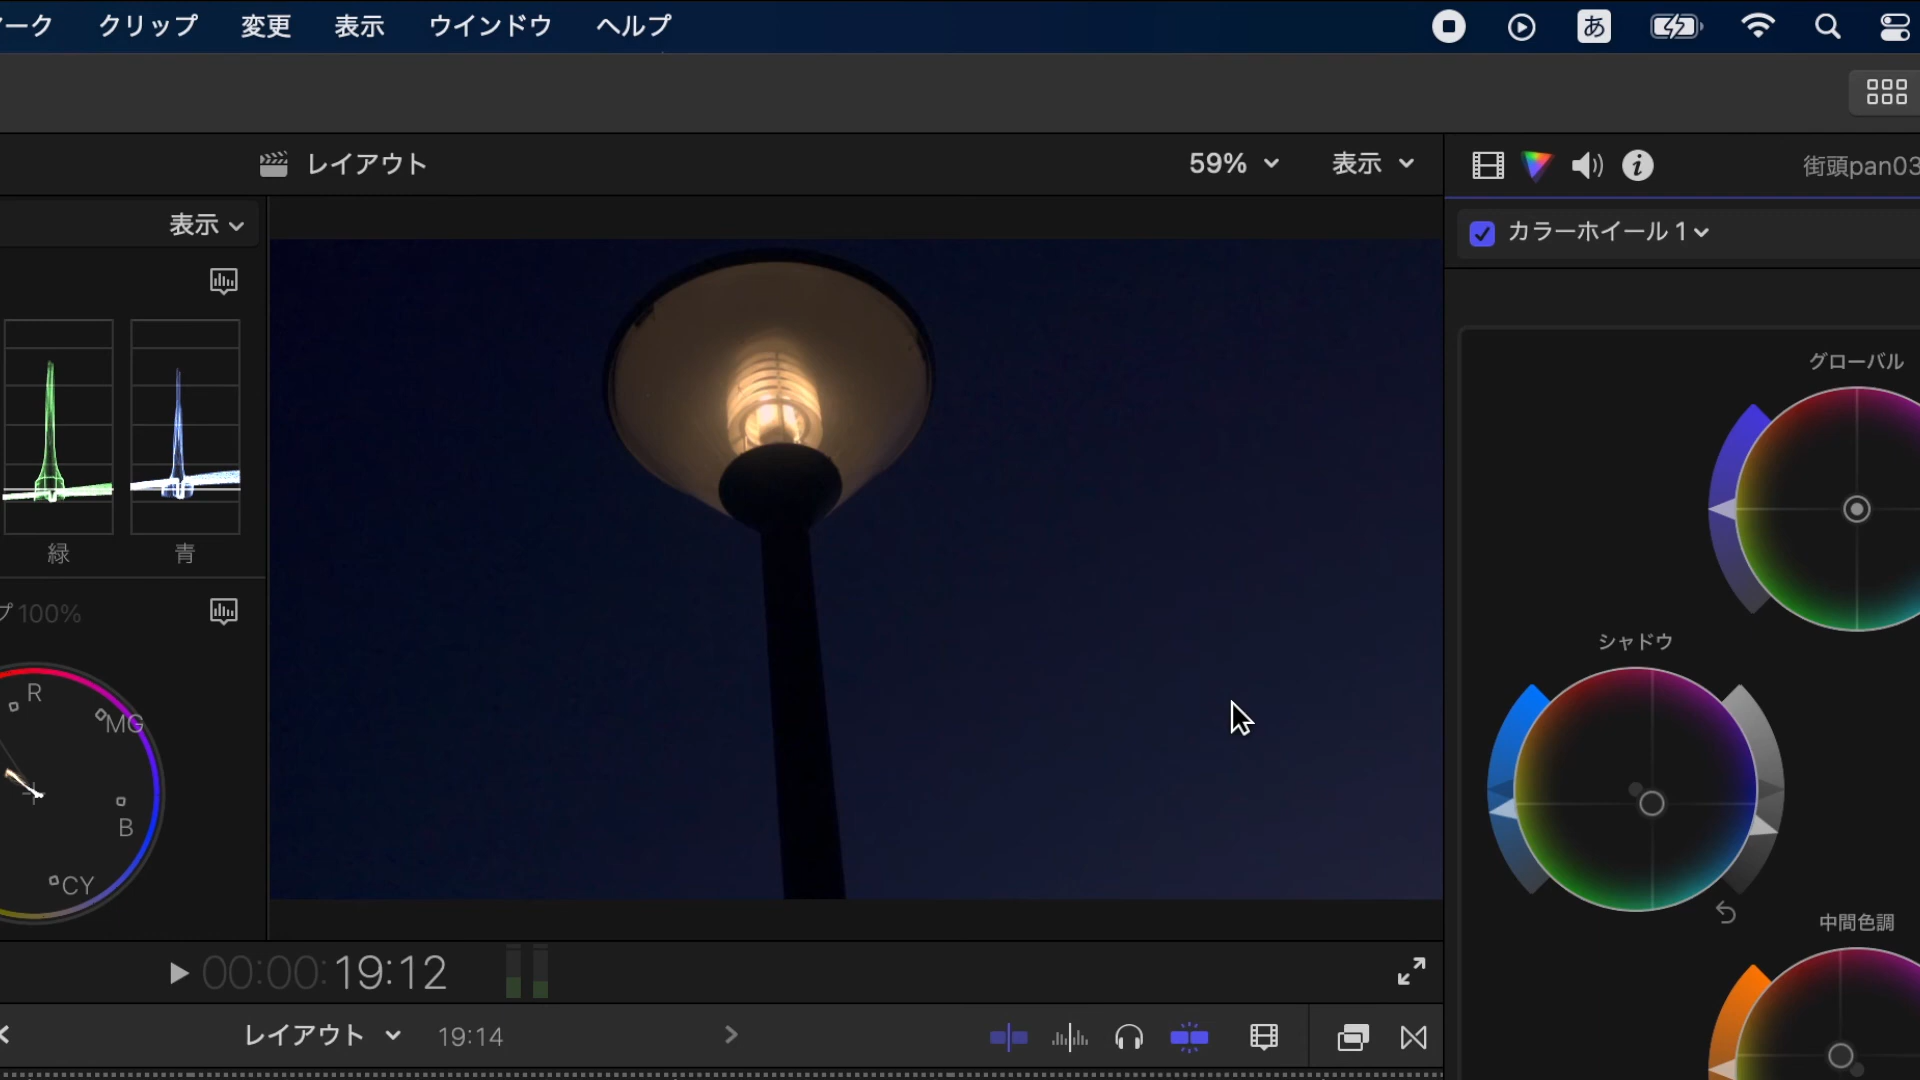 クリップ 変更 表示 ウインドウ ヘルプ
あ
レイアウト 59% 表示
街頭pan03
表示
カラーホイール 1
グローバル
緑 青
100%
シャドウ
R
MG
B
CY
中間色調
00:00:19:12
レイアウト 19:14